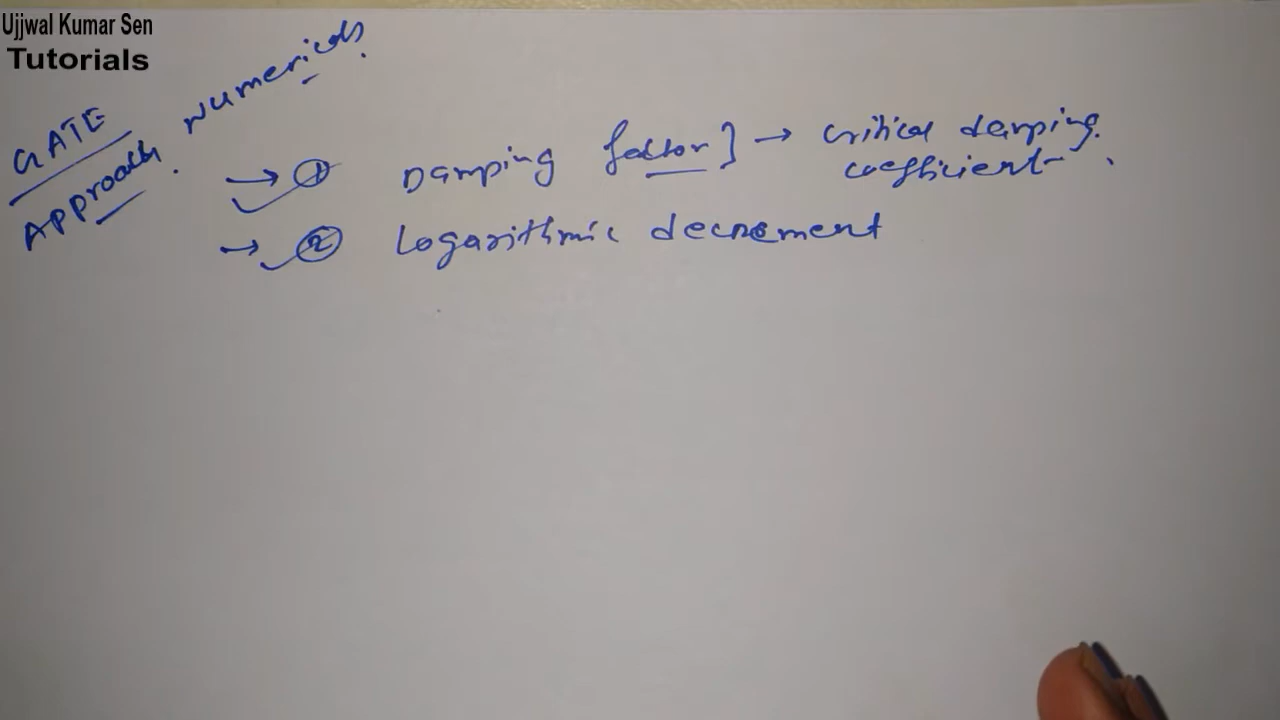 Ujjwal Kumar Sen
Tutorials
GATE
APProach. Numericals.
→ ① Damping factor] → critical damping.
coefficient.
→ ② Logarithmic decrement